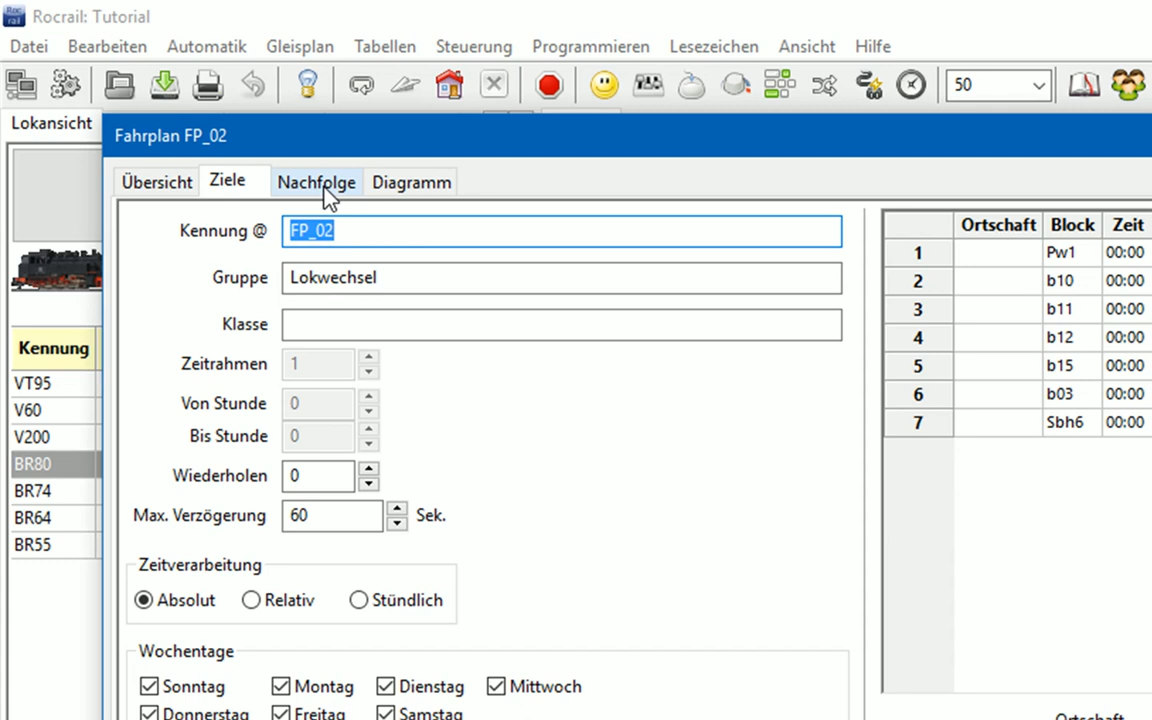 Roc
rail
Rocrail: Tutorial
Datei Bearbeiten Automatik Gleisplan Tabellen Steuerung Programmieren Lesezeichen Ansicht Hilfe
50
Lokansicht
Fahrplan FP_02
Übersicht Ziele Nachfolge Diagramm
Kennung @ FP_02
Gruppe Lokwechsel
Klasse
Zeitrahmen 1
Von Stunde 0
Bis Stunde 0
Wiederholen 0
Max. Verzögerung 60 Sek.
Zeitverarbeitung
Absolut Relativ Stündlich
Wochentage
Sonntag Montag Dienstag Mittwoch
Donnerstag Freitag Samstag
Kennung
VT95
V60
V200
BR80
BR74
BR64
BR55
Ortschaft Block Zeit
1 Pw1 00:00
2 b10 00:00
3 b11 00:00
4 b12 00:00
5 b15 00:00
6 b03 00:00
7 Sbh6 00:00
Ortschaft